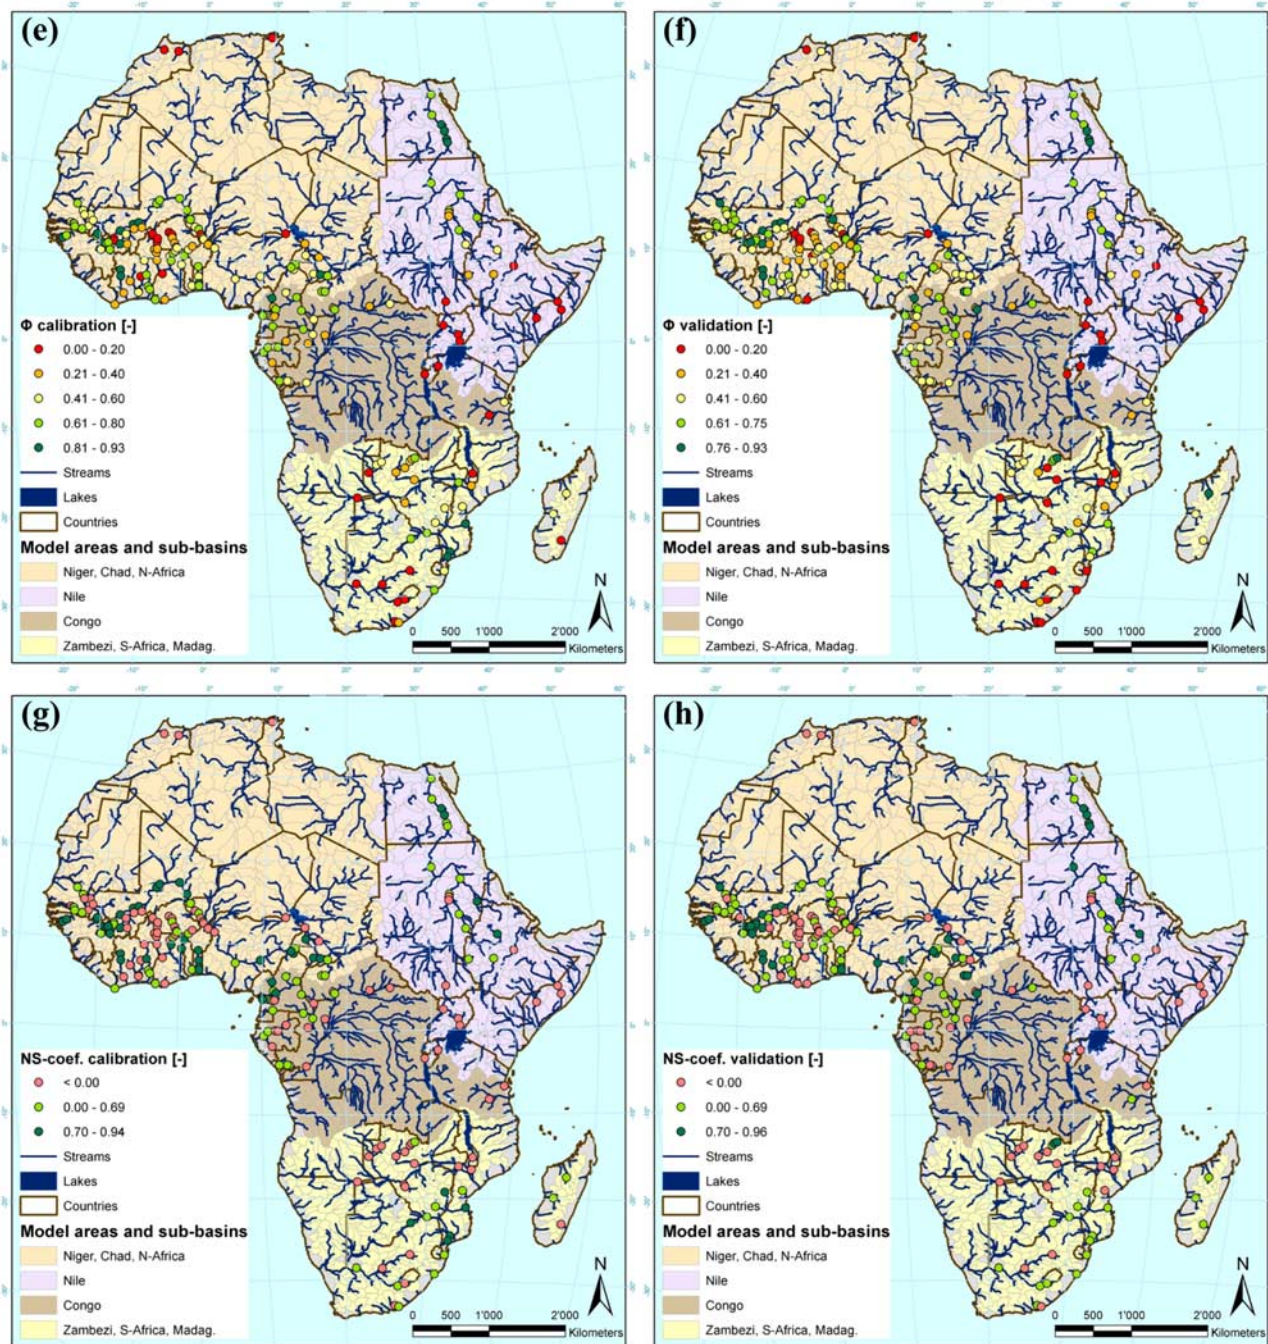 (e)
Φ calibration [-]
0.00 - 0.20
0.21 - 0.40
0.41 - 0.60
0.61 - 0.80
0.81 - 0.93
Streams
Lakes
Countries
Model areas and sub-basins
Niger, Chad, N-Africa
Nile
Congo
Zambezi, S-Africa, Madag.
N
0 500 1'000 2'000
Kilometers
(f)
Φ validation [-]
0.00 - 0.20
0.21 - 0.40
0.41 - 0.60
0.61 - 0.75
0.76 - 0.93
Streams
Lakes
Countries
Model areas and sub-basins
Niger, Chad, N-Africa
Nile
Congo
Zambezi, S-Africa, Madag.
N
0 500 1'000 2'000
Kilometers
(g)
NS-coef. calibration [-]
< 0.00
0.00 - 0.69
0.70 - 0.94
Streams
Lakes
Countries
Model areas and sub-basins
Niger, Chad, N-Africa
Nile
Congo
Zambezi, S-Africa, Madag.
N
0 500 1'000 2'000
Kilometers
(h)
NS-coef. validation [-]
< 0.00
0.00 - 0.69
0.70 - 0.96
Streams
Lakes
Countries
Model areas and sub-basins
Niger, Chad, N-Africa
Nile
Congo
Zambezi, S-Africa, Madag.
N
0 500 1'000 2'000
Kilometers